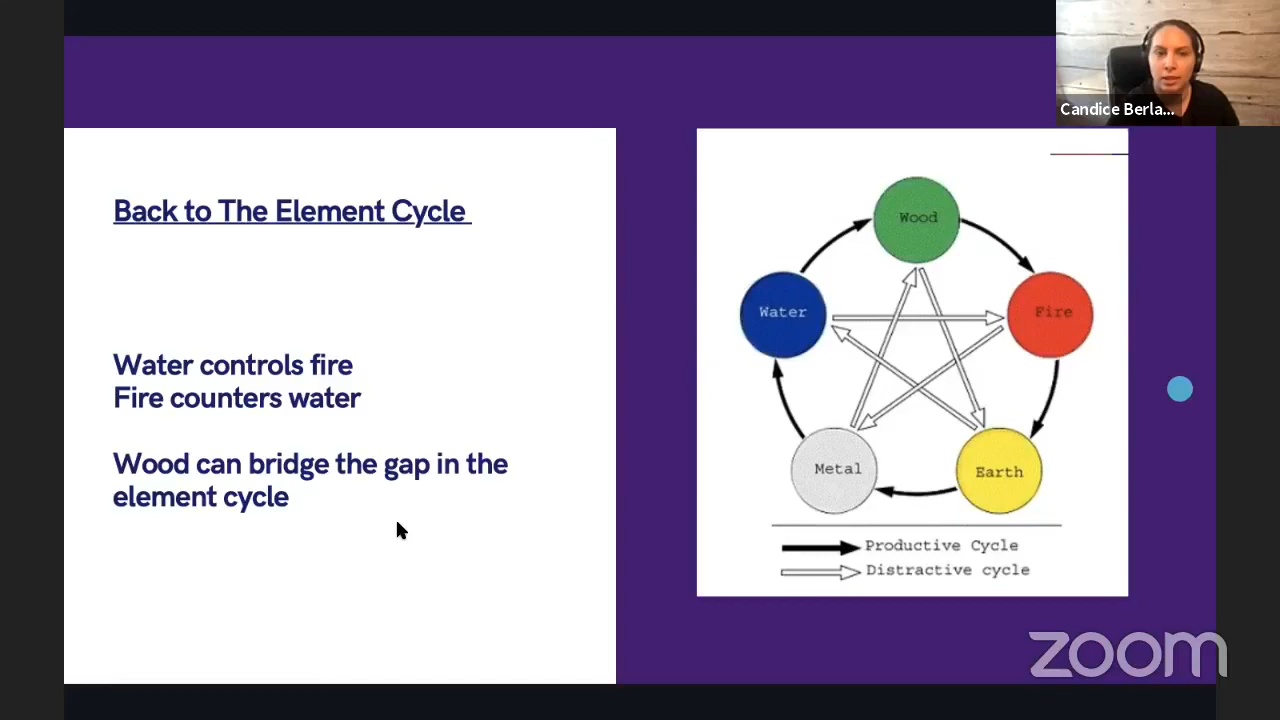 Candice Berla...
Back to The Element Cycle
Water controls fire
Fire counters water
Wood can bridge the gap in the
element cycle
Wood
Water
Fire
Metal
Earth
Productive Cycle
Distractive cycle
zoom